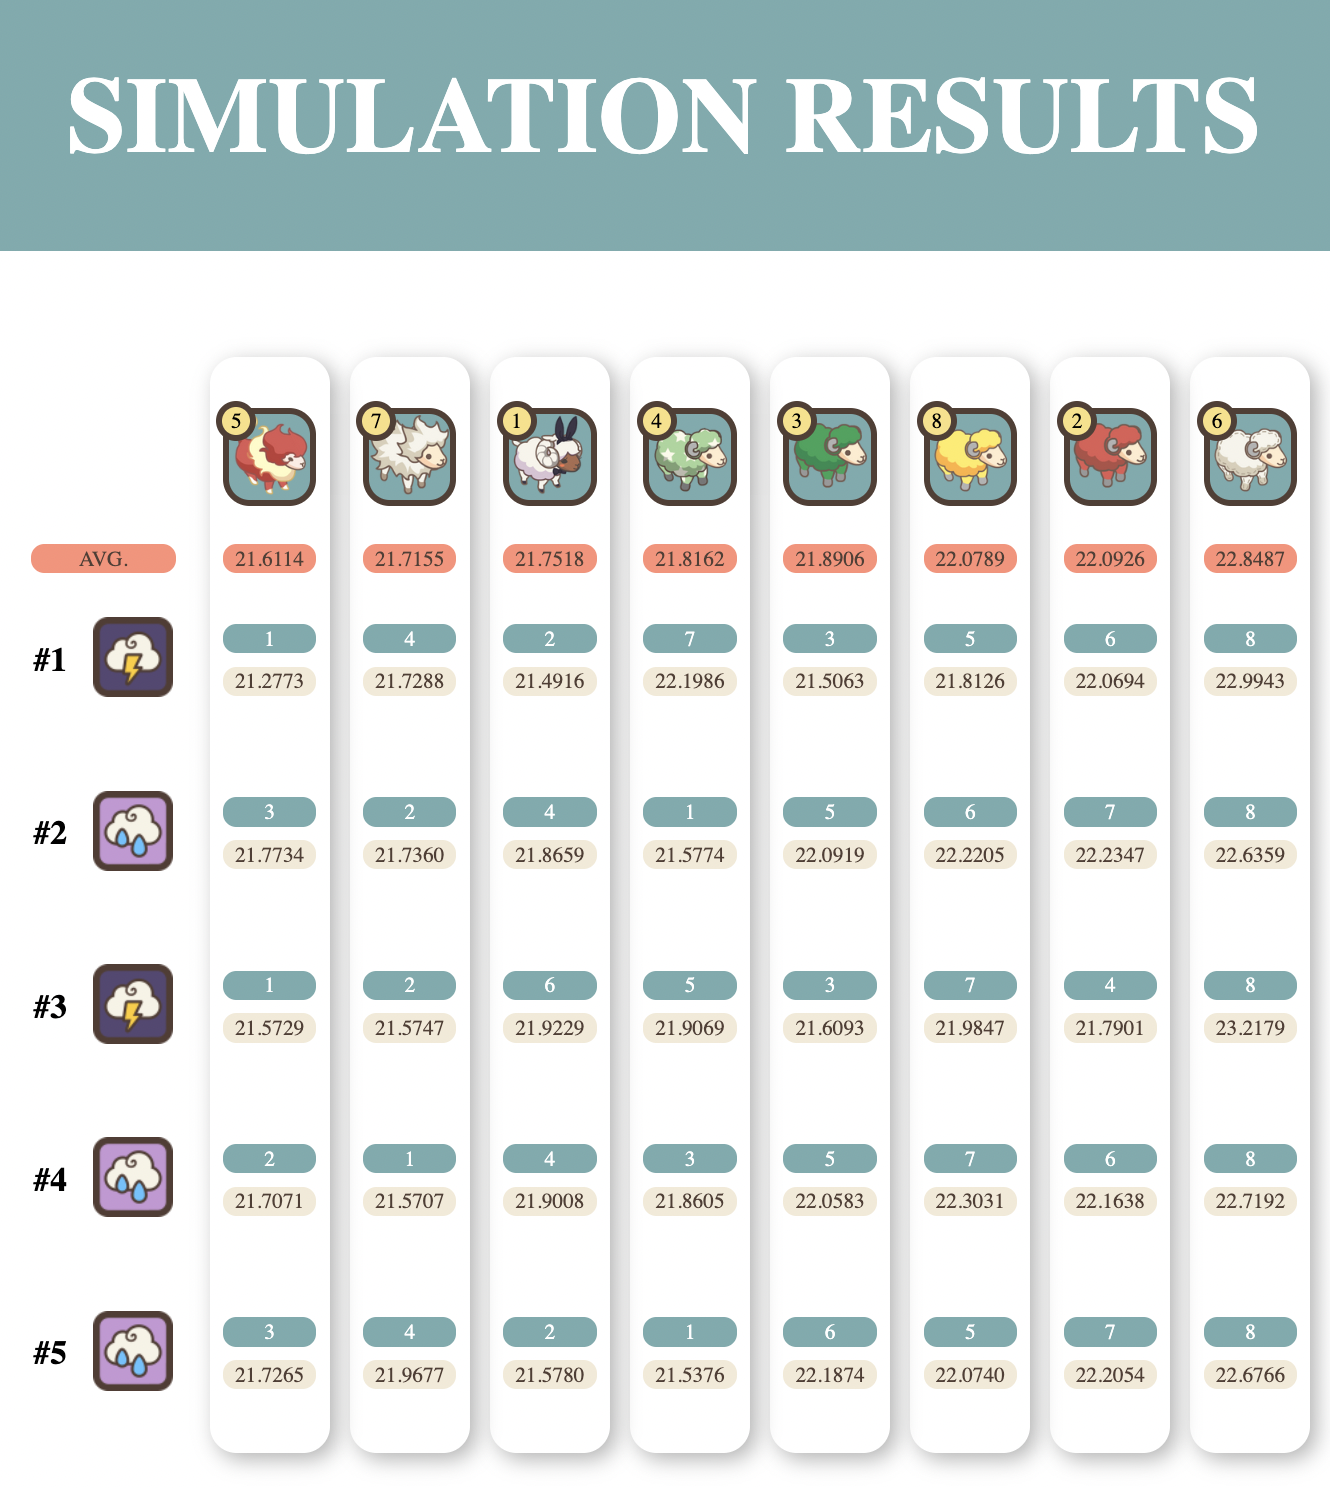 SIMULATION RESULTS
5 7 1 4 3 8 2 6
AVG. 21.6114 21.7155 21.7518 21.8162 21.8906 22.0789 22.0926 22.8487
#1 1 4 2 7 3 5 6 8
21.2773 21.7288 21.4916 22.1986 21.5063 21.8126 22.0694 22.9943
#2 3 2 4 1 5 6 7 8
21.7734 21.7360 21.8659 21.5774 22.0919 22.2205 22.2347 22.6359
#3 1 2 6 5 3 7 4 8
21.5729 21.5747 21.9229 21.9069 21.6093 21.9847 21.7901 23.2179
#4 2 1 4 3 5 7 6 8
21.7071 21.5707 21.9008 21.8605 22.0583 22.3031 22.1638 22.7192
#5 3 4 2 1 6 5 7 8
21.7265 21.9677 21.5780 21.5376 22.1874 22.0740 22.2054 22.6766